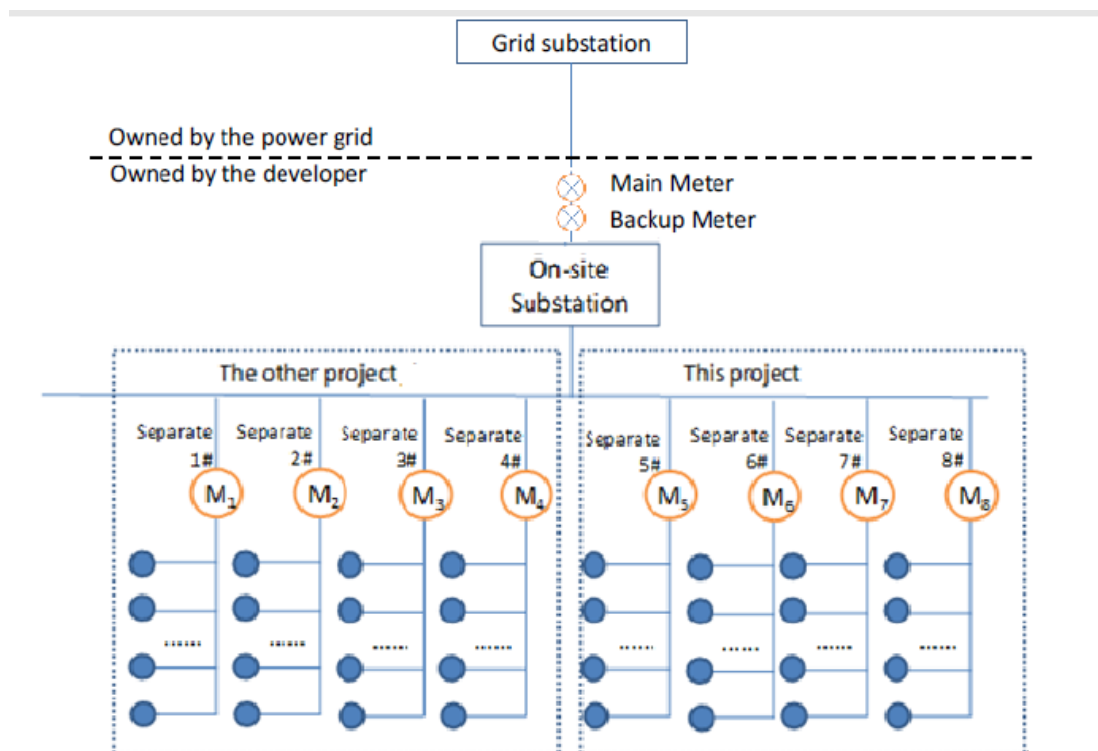 Grid substation
Owned by the power grid
Owned by the developer
Main Meter
Backup Meter
On-site
Substation
The other project
This project
Separate
1#
Separate
2#
Separate
3#
Separate
4#
Separate
5#
Separate
6#
Separate
7#
Separate
8#
M₁
M₂
M₃
M₄
M₅
M₆
M₇
M₈
......
......
......
......
......
......
......
......